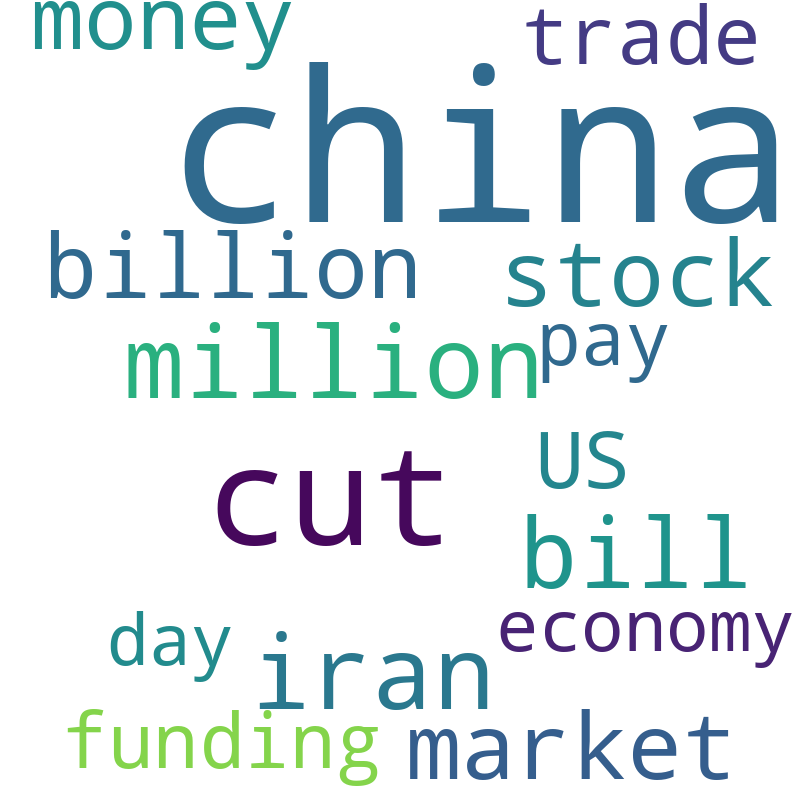 money trade
china
billion stock
million pay
cut US
bill
day iran economy
funding market